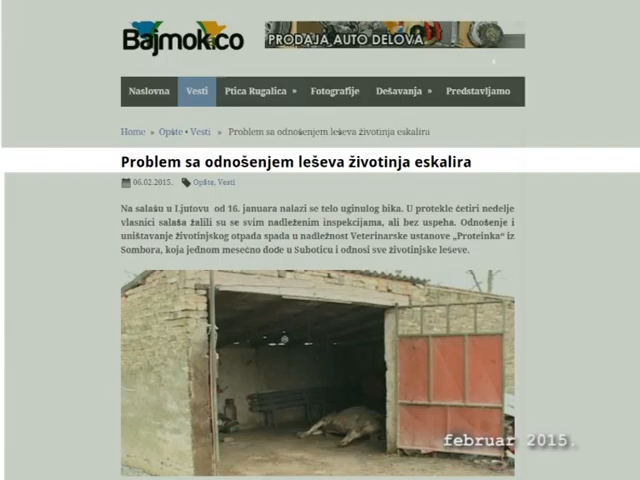 Bajmok.co
PRODAJA AUTO DELOVA
Naslovna Vesti Ptica Rugalica » Fotografije Dešavanja » Predstavljamo
Home » Opšte • Vesti » Problem sa odnošenjem leševa životinja eskalira
Problem sa odnošenjem leševa životinja eskalira
06.02.2015. Opšte, Vesti
Na salašu u Ljutovu od 16. januara nalazi se telo uginulog bika. U protekle četiri nedelje
vlasnici salaša žalili su se svim nadležnim inspekcijama, ali bez uspeha. Odnošenje i
uništavanje životinjskog otpada spada u nadležnost Veterinarske ustanove „Proteinka“ iz
Sombora, koja jednom mesečno dođe u Suboticu i odnosi sve životinjske leševe.
februar 2015.